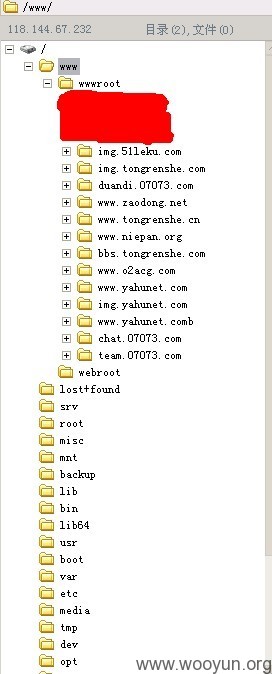 /www/
118.144.67.232 目录(2),文件(0)
/
www
wwwroot
img.51leku.com
img.tongrenshe.com
duandi.07073.com
www.zaodong.net
www.tongrenshe.cn
www.niepan.org
bbs.tongrenshe.com
www.o2acg.com
www.yahunet.com
img.yahunet.com
www.yahunet.comb
chat.07073.com
team.07073.com
webroot
lost+found
srv
root
misc
mnt
backup
lib
bin
lib64
usr
boot
var
etc
media
tmp
dev
opt
www.wooyun.org